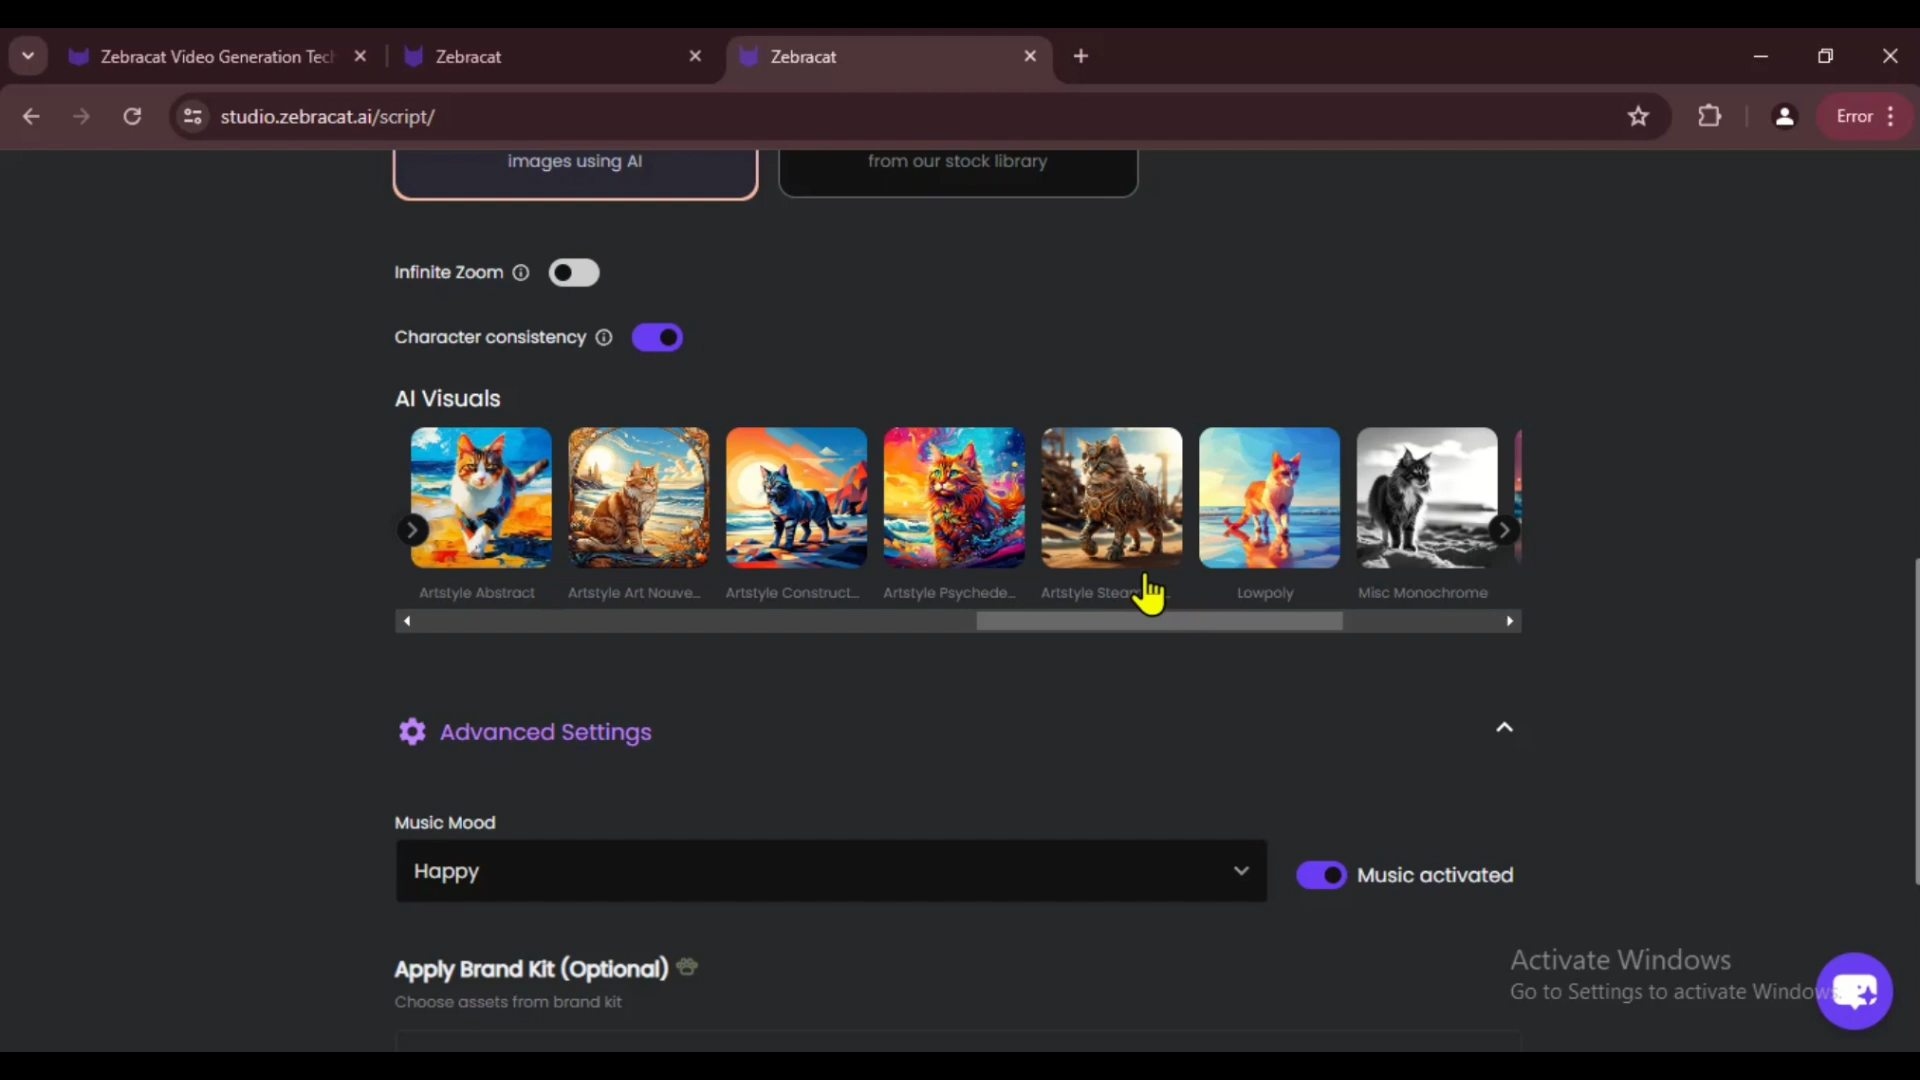 Zebracat Video Generation Tec
Zebracat
Zebracat
studio.zebracat.ai/script/
Error
images using AI
from our stock library
Infinite Zoom
Character consistency
AI Visuals
Artstyle Abstract
Artstyle Art Nouve...
Artstyle Construct...
Artstyle Psychede...
Artstyle
Lowpoly
Misc Monochrome
Advanced Settings
Music Mood
Happy
Music activated
Apply Brand Kit (Optional)
Choose assets from brand kit
Activate Windows
Go to Settings to activate Windows.